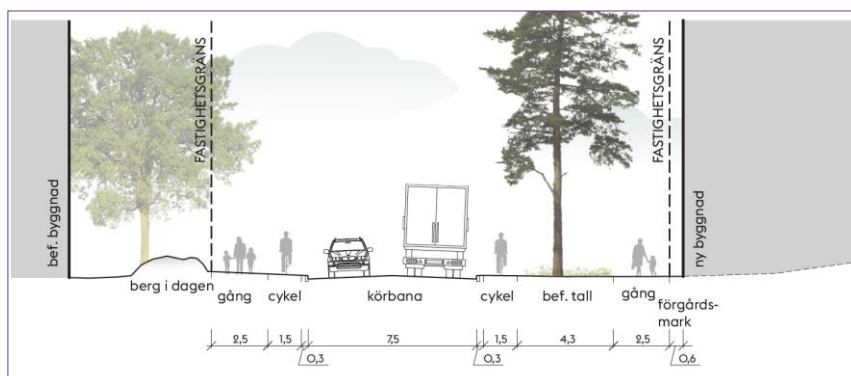 FASTIGHETSGRÄNS
FASTIGHETSGRÄNS
bef. byggnad
ny byggnad
berg i dagen
gång
cykel
körbana
cykel
bef. tall
gång
förgårds-
mark
2,5
1,5
0,3
7,5
0,3
1,5
4,3
2,5
0,6